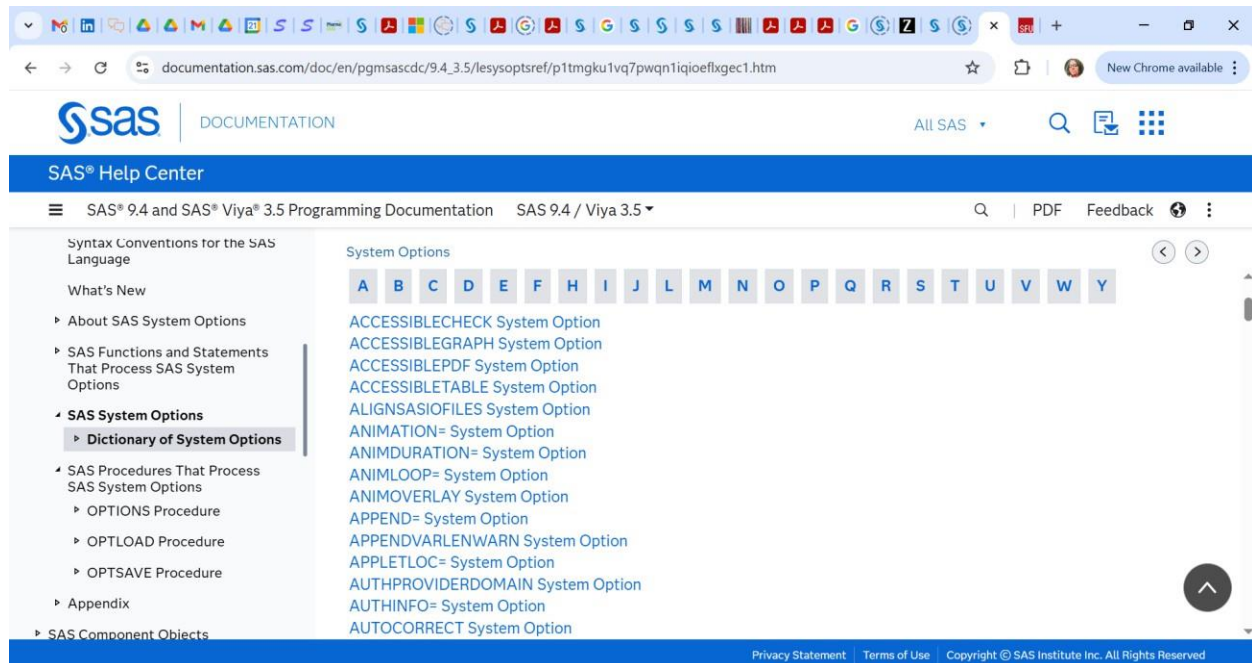 documentation.sas.com/doc/en/pgmsascdc/9.4_3.5/lesysoptsref/p1tmgku1vq7pwqn1iqioeflxgec1.htm
New Chrome available
sas DOCUMENTATION
All SAS
SAS® Help Center
SAS® 9.4 and SAS® Viya® 3.5 Programming Documentation SAS 9.4 / Viya 3.5
PDF Feedback
Syntax Conventions for the SAS
Language
What's New
About SAS System Options
SAS Functions and Statements
That Process SAS System
Options
SAS System Options
Dictionary of System Options
SAS Procedures That Process
SAS System Options
OPTIONS Procedure
OPTLOAD Procedure
OPTSAVE Procedure
Appendix
SAS Component Objects
System Options
A B C D E F H I J L M N O P Q R S T U V W Y
ACCESSIBLECHECK System Option
ACCESSIBLEGRAPH System Option
ACCESSIBLEPDF System Option
ACCESSIBLETABLE System Option
ALIGNSASIOFILES System Option
ANIMATION= System Option
ANIMDURATION= System Option
ANIMLOOP= System Option
ANIMOVERLAY System Option
APPEND= System Option
APPENDVARLENWARN System Option
APPLETLOC= System Option
AUTHPROVIDERDOMAIN System Option
AUTHINFO= System Option
AUTOCORRECT System Option
Privacy Statement | Terms of Use | Copyright © SAS Institute Inc. All Rights Reserved